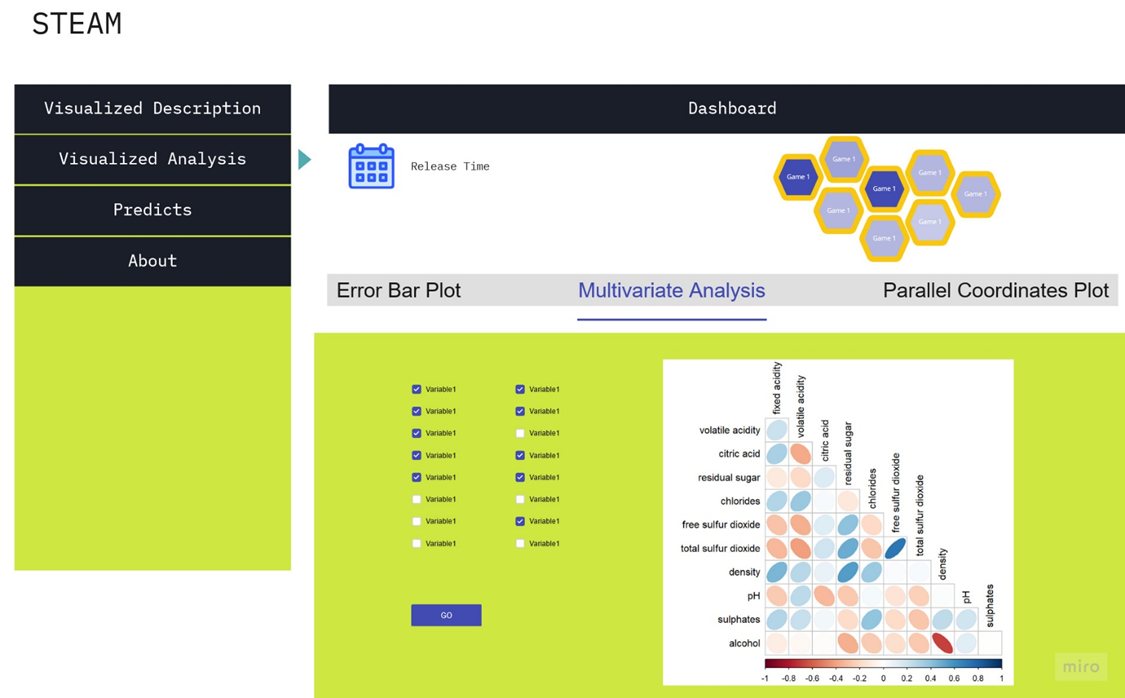 STEAM
Visualized Description
Visualized Analysis
Predicts
About
Dashboard
Release Time
Game 1
Game 1
Game 1
Game 1
Game 1
Game 1
Game 1
Game 1
Error Bar Plot
Multivariate Analysis
Parallel Coordinates Plot
Variable1 Variable1
Variable1 Variable1
Variable1 Variable1
Variable1 Variable1
Variable1 Variable1
Variable1 Variable1
Variable1 Variable1
Variable1 Variable1
GO
fixed acidity
volatile acidity
citric acid
residual sugar
chlorides
free sulfur dioxide
total sulfur dioxide
density
pH
sulphates
volatile acidity
citric acid
residual sugar
chlorides
free sulfur dioxide
total sulfur dioxide
density
pH
sulphates
alcohol
-1 -0.8 -0.6 -0.4 -0.2 0 0.2 0.4 0.6 0.8 1
miro